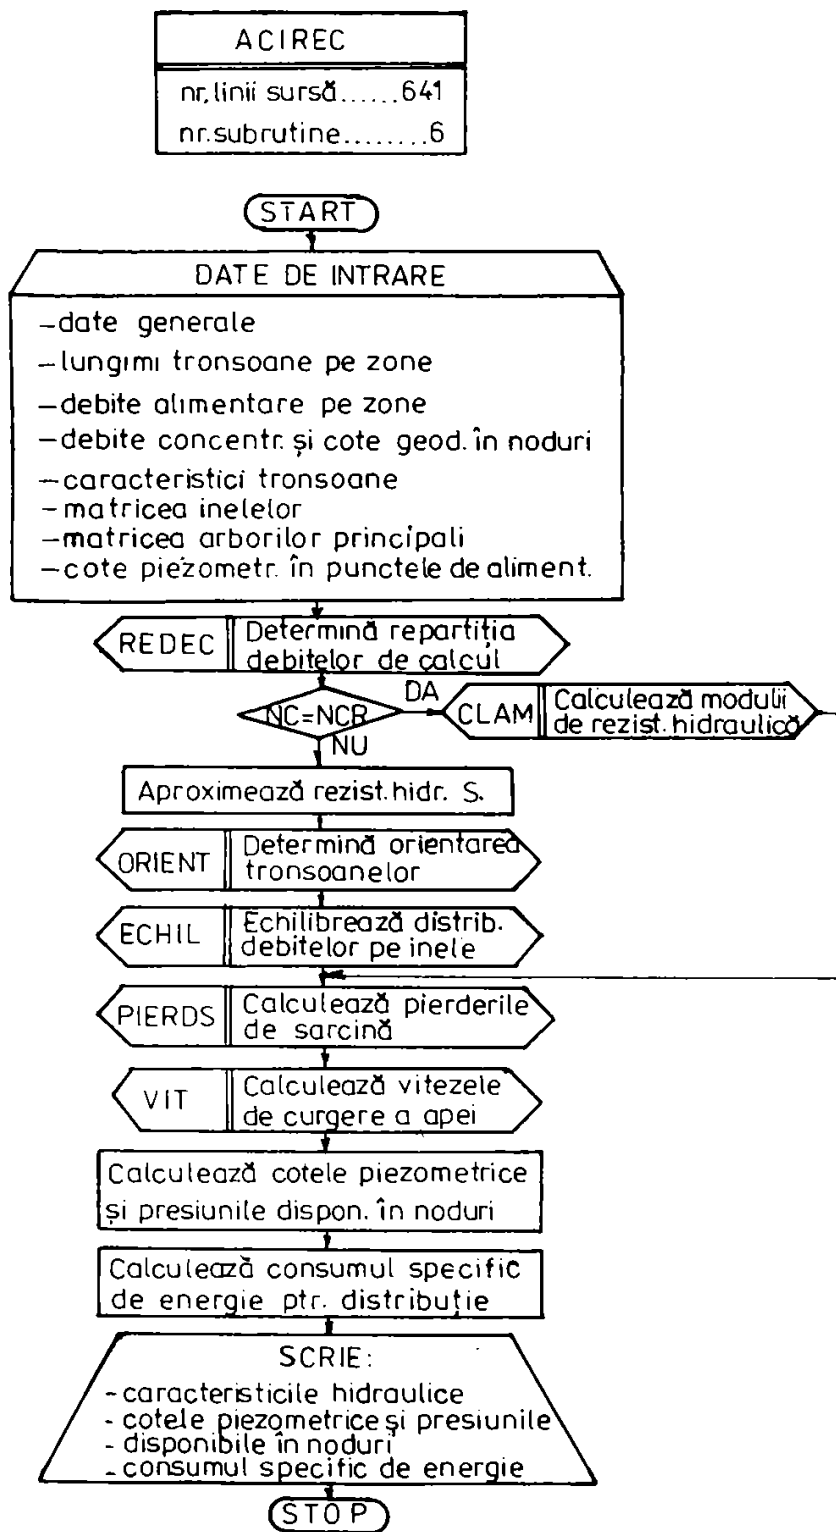 ACIREC
nr. linii sursă......641
nr. subrutine........6
START
DATE DE INTRARE
-date generale
-lungimi tronsoane pe zone
-debite alimentare pe zone
-debite concentr. și cote geod. în noduri
-caracteristici tronsoane
-matricea inelelor
-matricea arborilor principali
-cote piezometr. în punctele de aliment.
REDEC
Determină repartiția
debitelor de calcul
NC=NCR
DA
NU
CLAM
Calculează modulii
de rezist. hidraulică
Aproximează rezist. hidr. S.
ORIENT
Determină orientarea
tronsoanelor
ECHIL
Echilibrează distrib.
debitelor pe inele
PIERDS
Calculează pierderile
de sarcină
VIT
Calculează vitezele
de curgere a apei
Calculează cotele piezometrice
și presiunile dispon. în noduri
Calculează consumul specific
de energie ptr. distribuție
SCRIE:
- caracteristicile hidraulice
- cotele piezometrice și presiunile
- disponibile în noduri
- consumul specific de energie
STOP